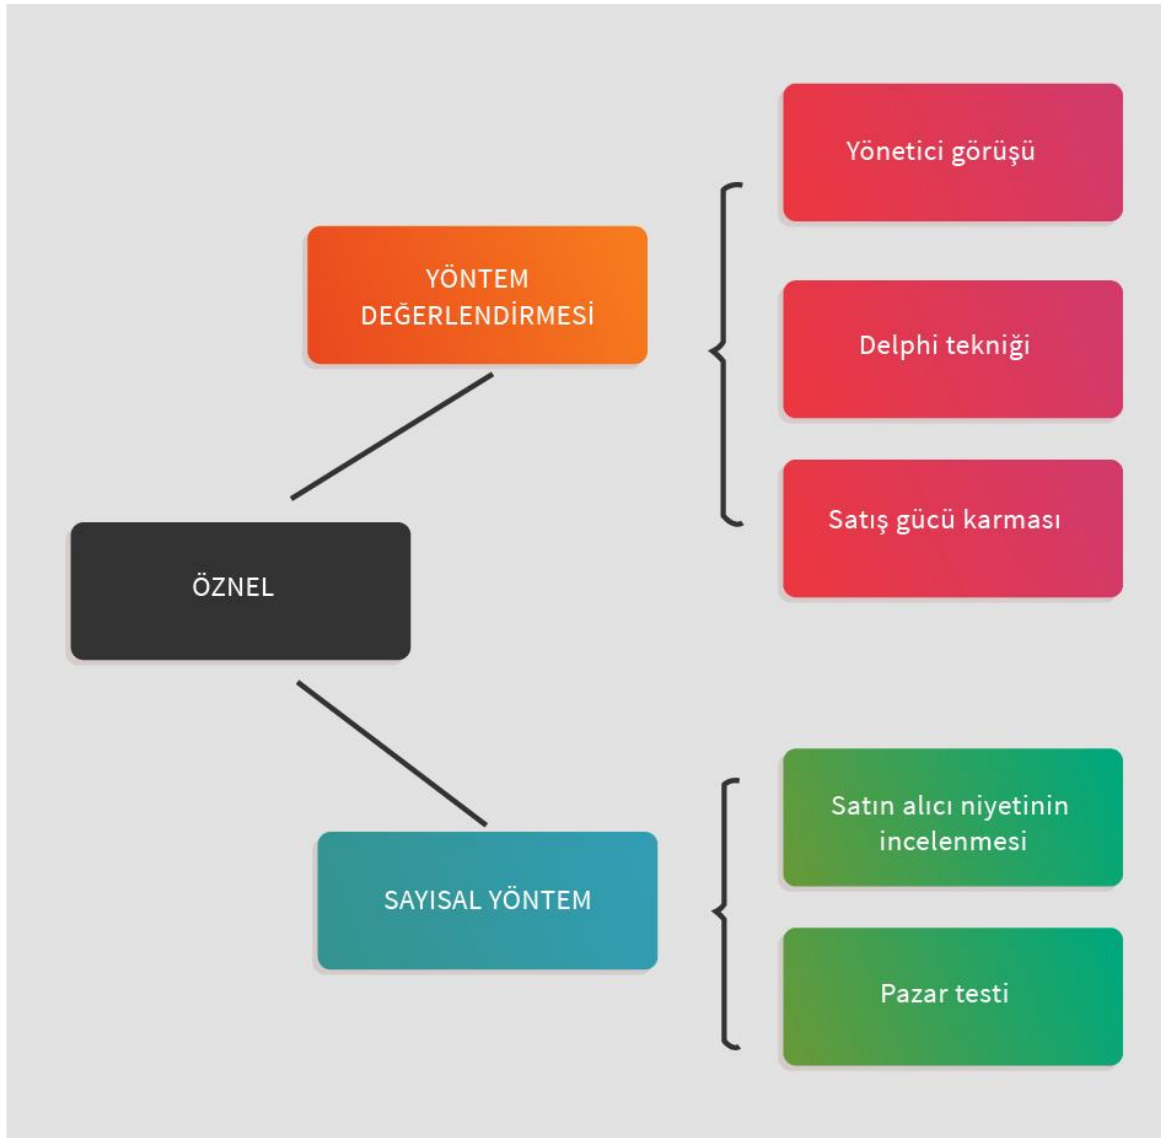 Yönetici görüşü
YÖNTEM
DEĞERLENDİRMESİ
Delphi tekniği
Satış gücü karması
ÖZNEL
Satın alıcı niyetinin
incelenmesi
SAYISAL YÖNTEM
Pazar testi